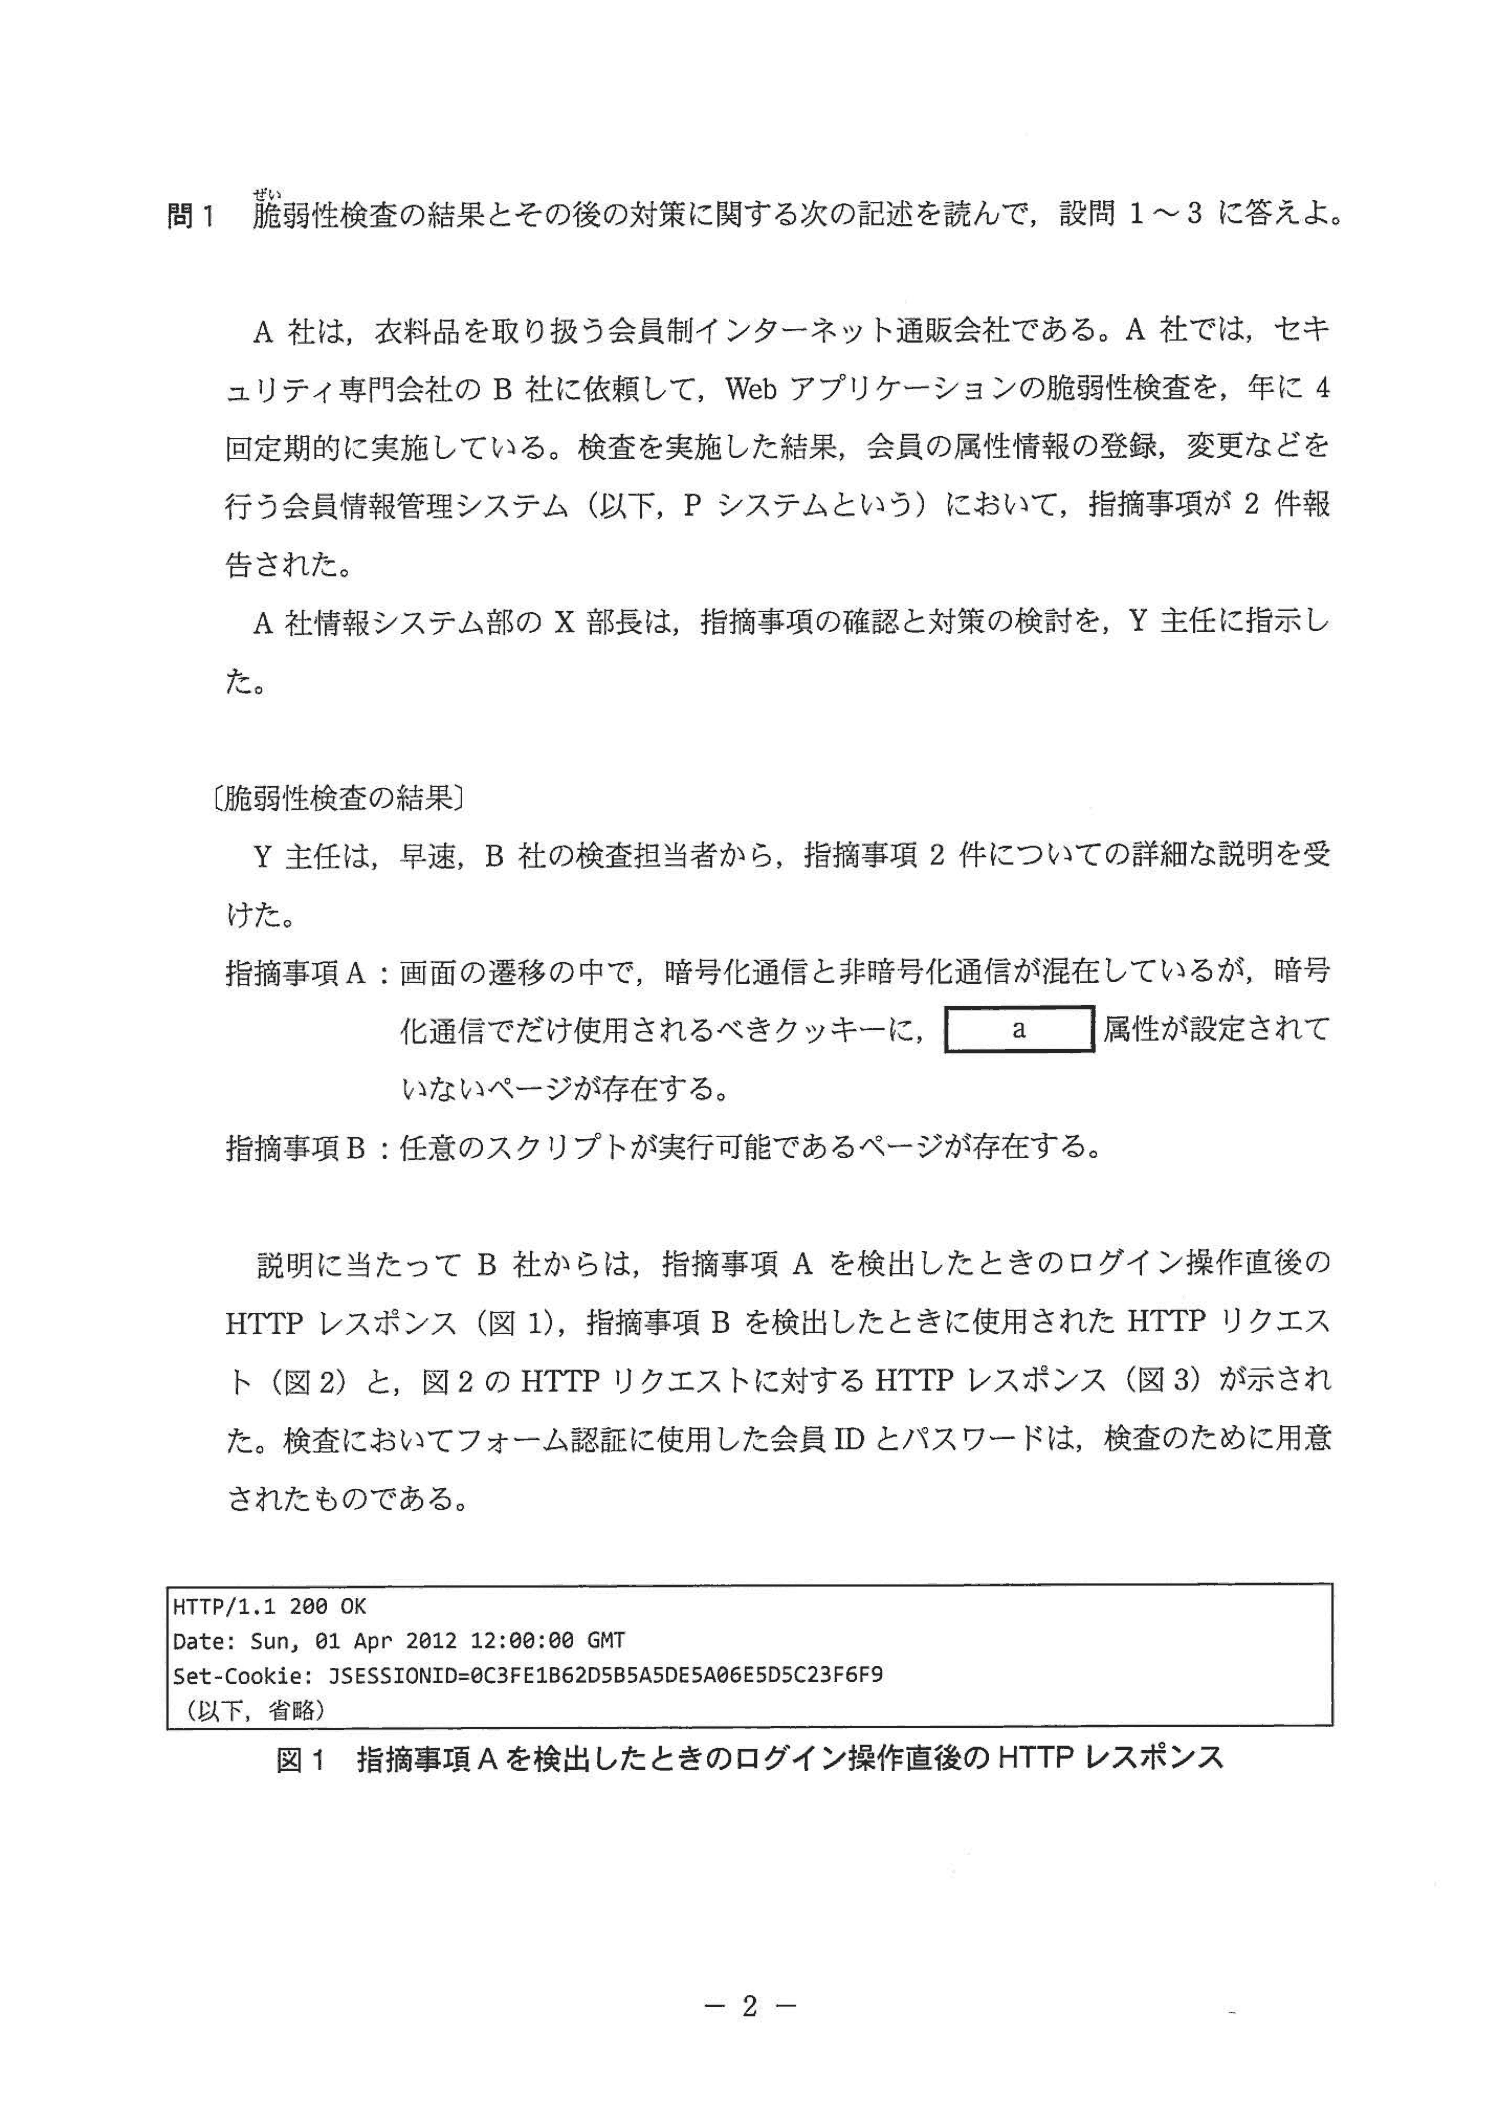 問1　脆弱性検査の結果とその後の対策に関する次の記述を読んで，設問 1～3 に答えよ。
ぜい
A 社は，衣料品を取り扱う会員制インターネット通販会社である。A 社では，セキ
ュリティ専門会社の B 社に依頼して，Web アプリケーションの脆弱性検査を，年に 4
回定期的に実施している。検査を実施した結果，会員の属性情報の登録，変更などを
行う会員情報管理システム（以下，P システムという）において，指摘事項が 2 件報
告された。
A 社情報システム部の X 部長は，指摘事項の確認と対策の検討を，Y 主任に指示し
た。
〔脆弱性検査の結果〕
Y 主任は，早速，B 社の検査担当者から，指摘事項 2 件についての詳細な説明を受
けた。
指摘事項 A：画面の遷移の中で，暗号化通信と非暗号化通信が混在しているが，暗号
化通信でだけ使用されるべきクッキーに， a 属性が設定されて
いないページが存在する。
指摘事項 B：任意のスクリプトが実行可能であるページが存在する。
説明に当たって B 社からは，指摘事項 A を検出したときのログイン操作直後の
HTTP レスポンス（図 1），指摘事項 B を検出したときに使用された HTTP リクエス
ト（図 2）と，図 2 の HTTP リクエストに対する HTTP レスポンス（図 3）が示され
た。検査においてフォーム認証に使用した会員 ID とパスワードは，検査のために用意
されたものである。
HTTP/1.1 200 OK
Date: Sun, 01 Apr 2012 12:00:00 GMT
Set-Cookie: JSESSIONID=0C3FE1B62D5B5A5DE5A06E5D5C23F6F9
（以下，省略）
図 1　指摘事項 A を検出したときのログイン操作直後の HTTP レスポンス
－ 2 －